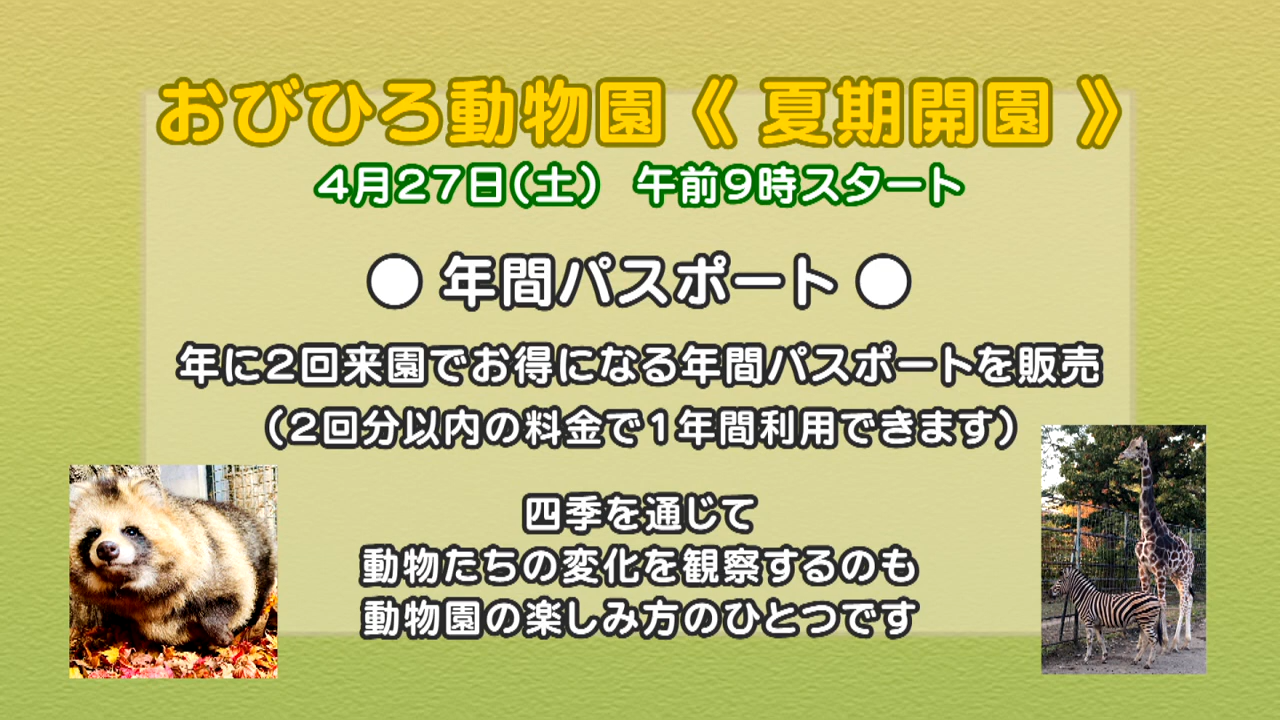 おびひろ動物園《 夏期開園 》
4月27日(土)　午前9時スタート
● 年間パスポート ●
年に2回来園でお得になる年間パスポートを販売
(2回分以内の料金で1年間利用できます)
四季を通じて
動物たちの変化を観察するのも
動物園の楽しみ方のひとつです